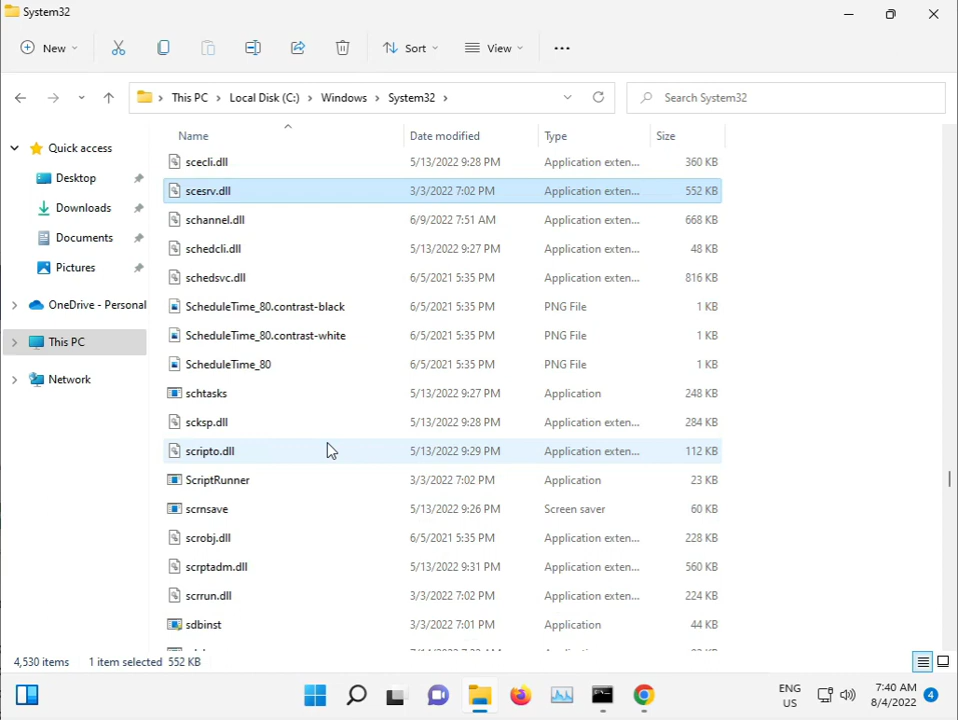 System32
New
Sort
View
This PC
Local Disk (C:)
Windows
System32
Search System32
Name
Date modified
Type
Size
Quick access
Desktop
Downloads
Documents
Pictures
OneDrive - Personal
This PC
Network
scecli.dll 5/13/2022 9:28 PM Application exten... 360 KB
scesrv.dll 3/3/2022 7:02 PM Application exten... 552 KB
schannel.dll 6/9/2022 7:51 AM Application exten... 668 KB
schedcli.dll 5/13/2022 9:27 PM Application exten... 48 KB
schedsvc.dll 6/5/2021 5:35 PM Application exten... 816 KB
ScheduleTime_80.contrast-black 6/5/2021 5:35 PM PNG File 1 KB
ScheduleTime_80.contrast-white 6/5/2021 5:35 PM PNG File 1 KB
ScheduleTime_80 6/5/2021 5:35 PM PNG File 1 KB
schtasks 5/13/2022 9:27 PM Application 248 KB
scksp.dll 5/13/2022 9:28 PM Application exten... 284 KB
scripto.dll 5/13/2022 9:29 PM Application exten... 112 KB
ScriptRunner 3/3/2022 7:02 PM Application 23 KB
scrnsave 5/13/2022 9:26 PM Screen saver 60 KB
scrobj.dll 6/5/2021 5:35 PM Application exten... 228 KB
scrptadm.dll 5/13/2022 9:31 PM Application exten... 560 KB
scrrun.dll 3/3/2022 7:02 PM Application exten... 224 KB
sdbinst 3/3/2022 7:01 PM Application 44 KB
4,530 items
1 item selected 552 KB
ENG
US
7:40 AM
8/4/2022
4